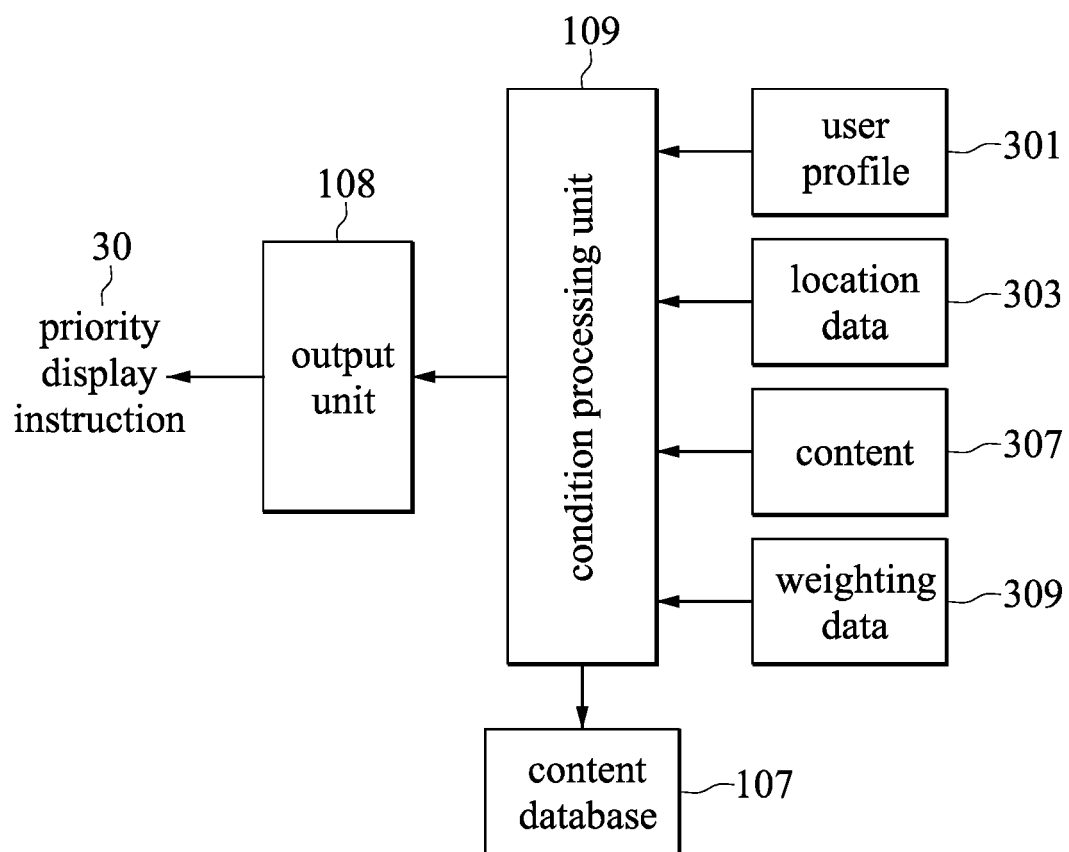 109
user
profile
301
108
condition processing unit
location
data
303
30
priority
display
instruction
output
unit
content
307
weighting
data
309
content
database
107